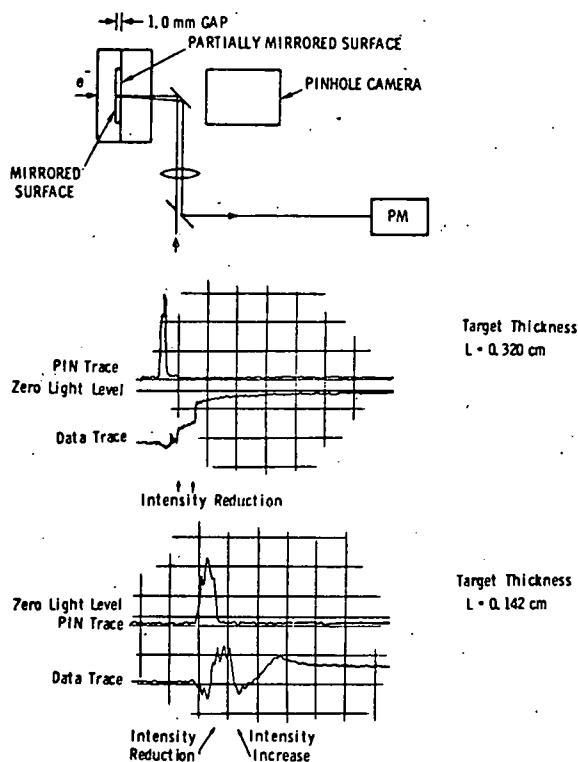 1.0 mm GAP
PARTIALLY MIRRORED SURFACE
e⁻
PINHOLE CAMERA
MIRRORED
SURFACE
PM
PIN Trace
Zero Light Level
Data Trace
Intensity Reduction
Target Thickness
L = 0.320 cm
Zero Light Level
PIN Trace
Data Trace
Intensity
Reduction
Intensity
Increase
Target Thickness
L = 0.142 cm